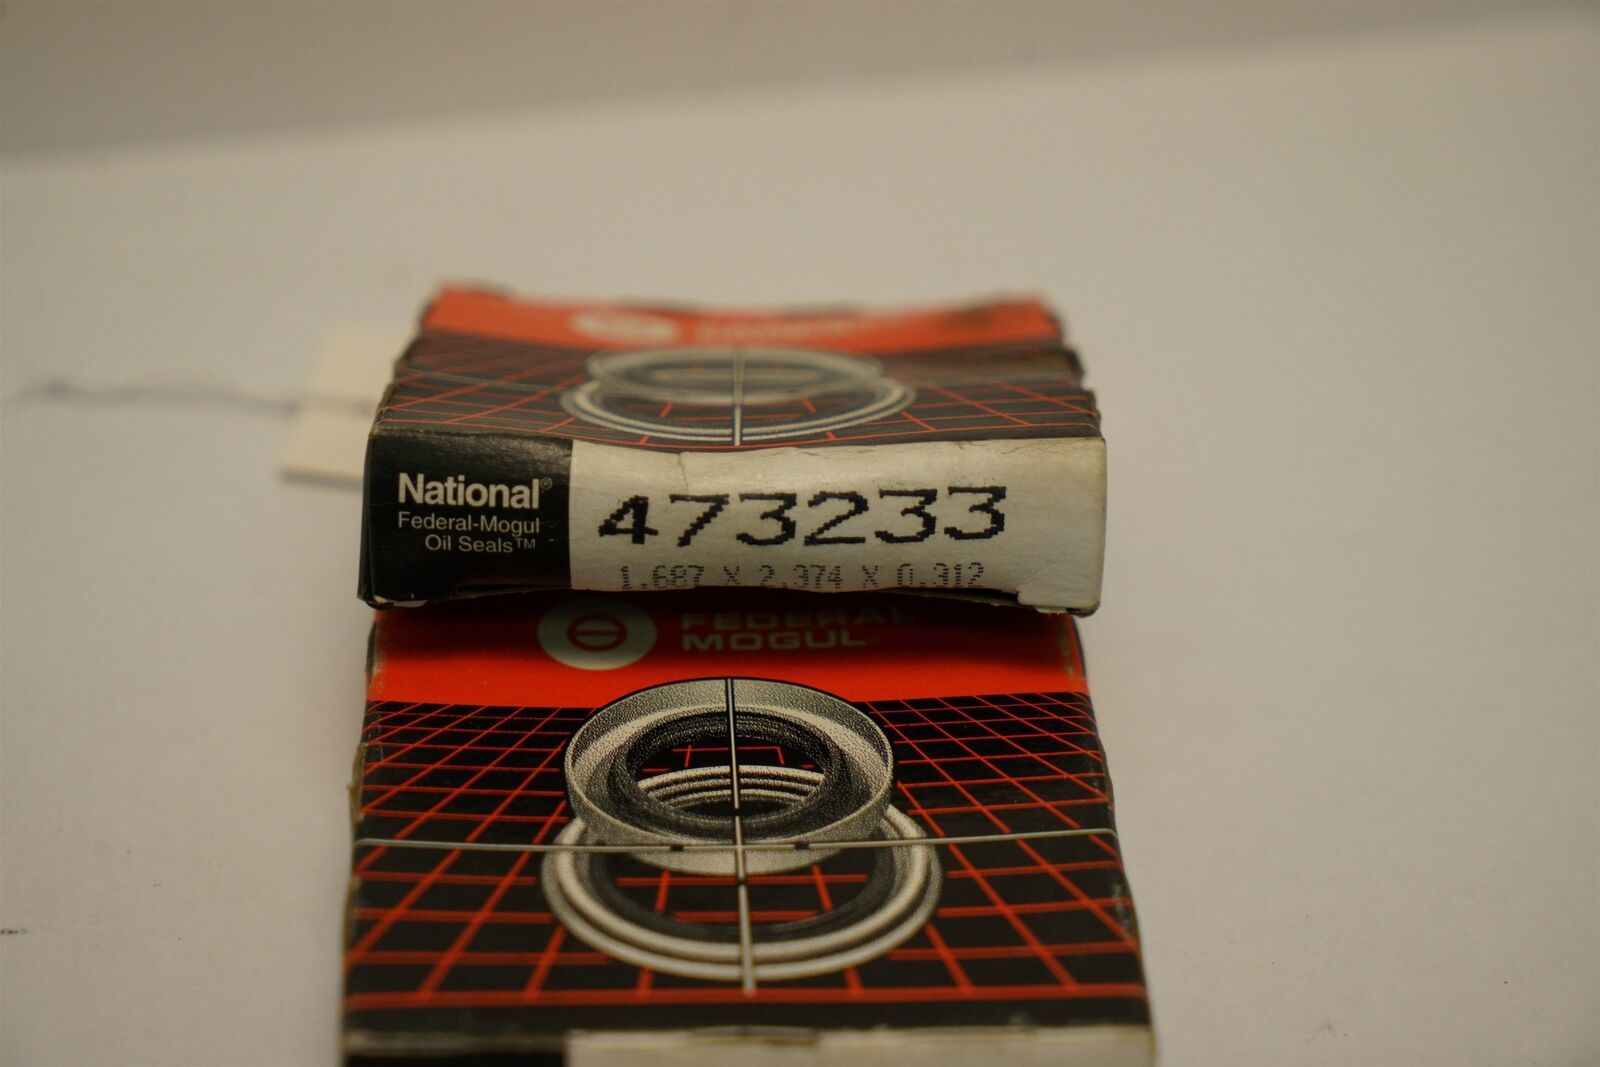 National®
Federal-Mogul
Oil Seals™
473233
1.687 X 2.374 X 0.312
FEDERAL
MOGUL